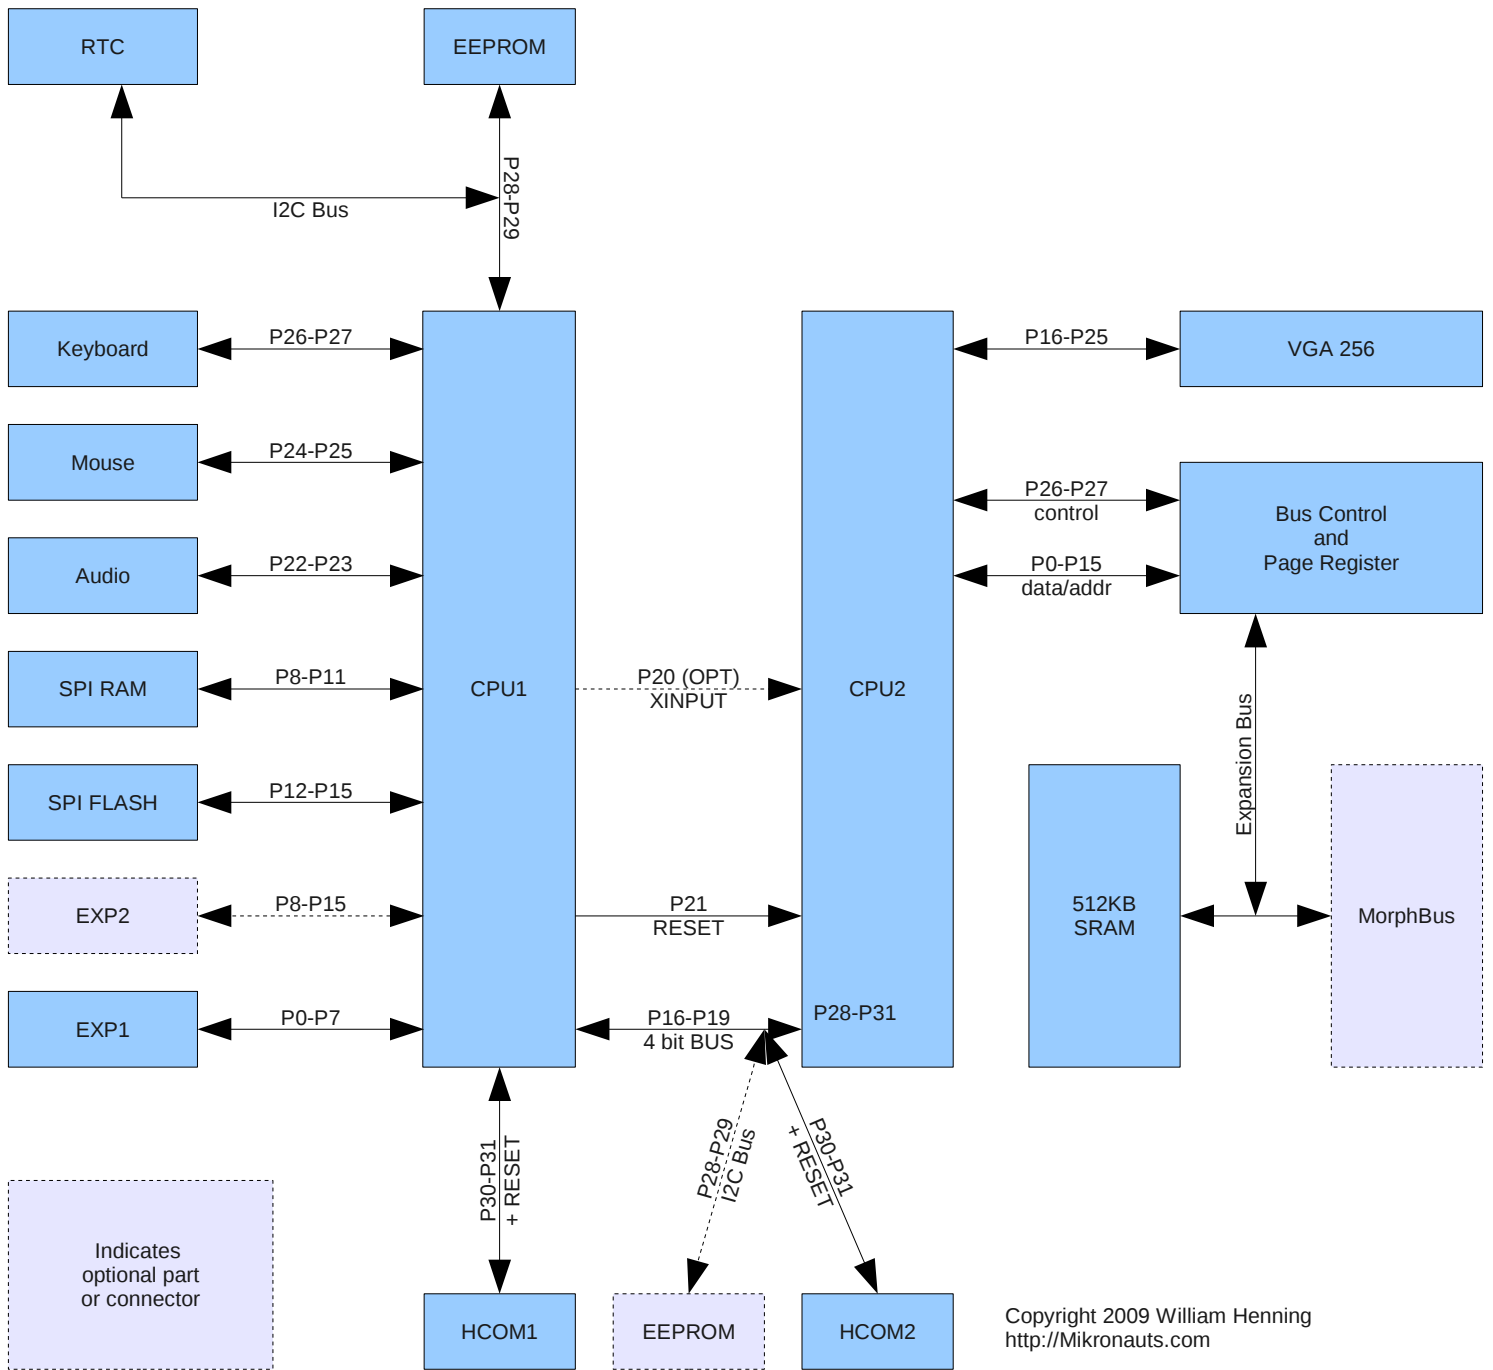 RTC
EEPROM
P28-P29
I2C Bus
Keyboard
P26-P27
P16-P25
VGA 256
Mouse
P24-P25
P26-P27
control
Bus Control
and
Page Register
Audio
P22-P23
P0-P15
data/addr
SPI RAM
P8-P11
CPU1
P20 (OPT)
XINPUT
CPU2
Expansion Bus
SPI FLASH
P12-P15
EXP2
P8-P15
P21
RESET
512KB
SRAM
MorphBus
EXP1
P0-P7
P16-P19
4 bit BUS
P28-P31
P30-P31
+ RESET
P28-P29
I2C Bus
P30-P31
+ RESET
Indicates
optional part
or connector
HCOM1
EEPROM
HCOM2
Copyright 2009 William Henning
http://Mikronauts.com